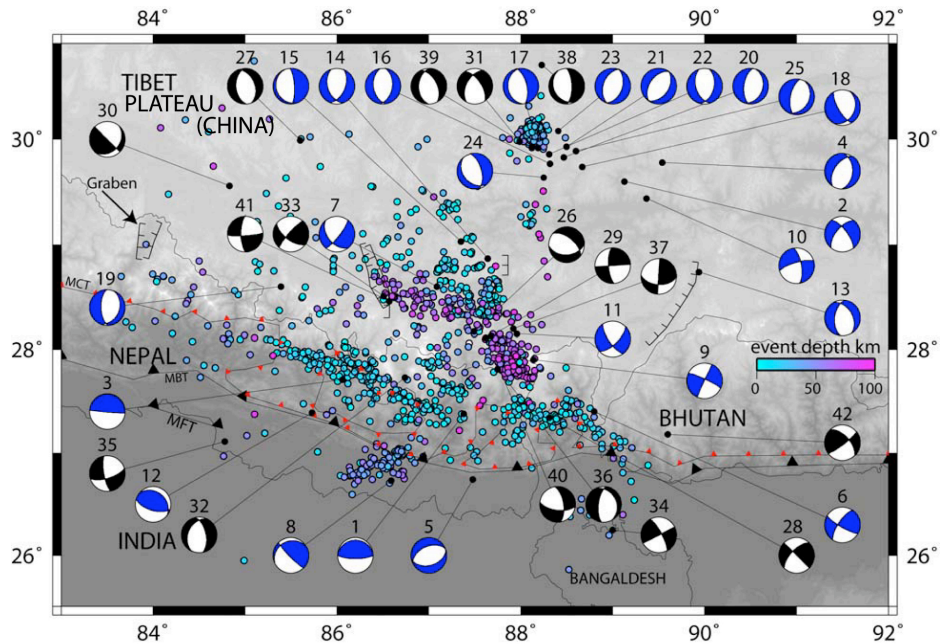 84 86 88 90 92
27 15 14 16 39 31 17 38 23 21 22 20 25 18
TIBET
PLATEAU
(CHINA)
30
30°
24
4
Graben
41 33 7
26
29
37
2
10
MCT
19
11
13
28°
28°
event depth km
0 50 100
NEPAL
MBT
9
3
BHUTAN
42
MFT
35
12
32
40 36
34
6
INDIA
8 1 5
28
26°
26°
BANGALDESH
84 86 88 90 92
30°